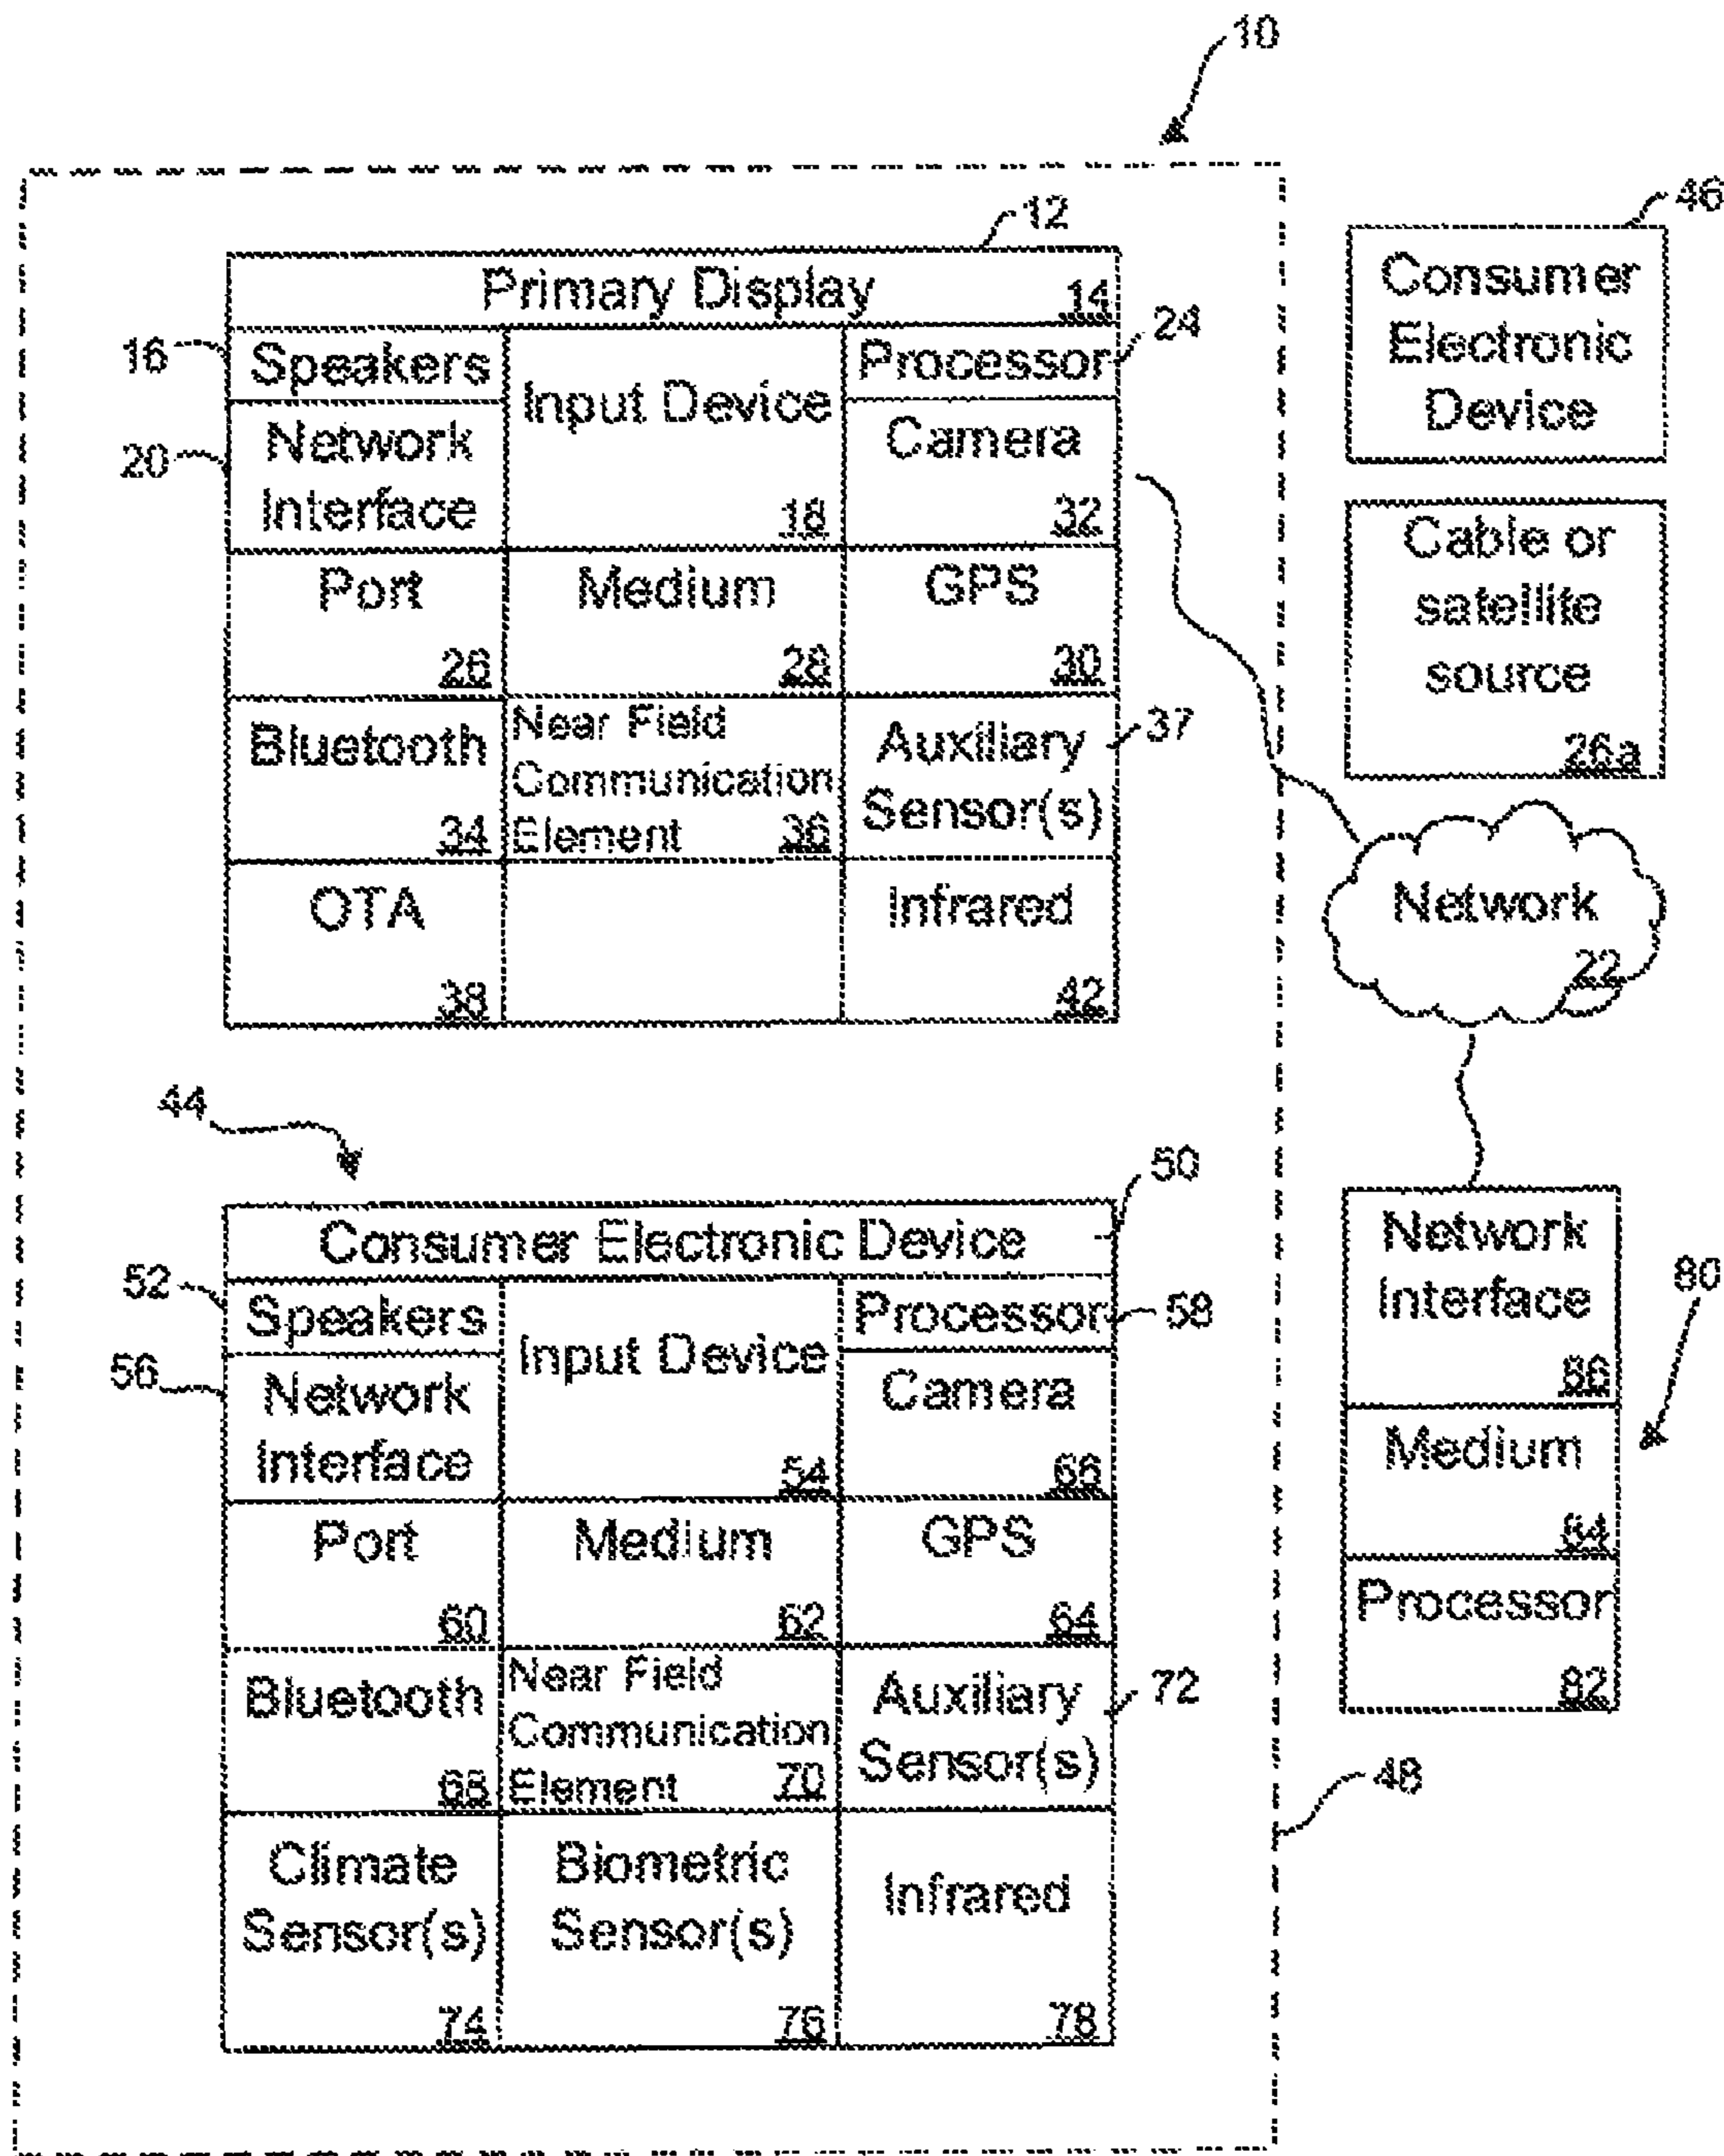 10
12
Primary Display 14
16
Speakers
Input Device
18
Processor
24
20
Network
Interface
Camera
32
Port
26
Medium
28
GPS
30
Bluetooth
34
Near Field
Communication
Element 36
Auxiliary
Sensor(s)
37
OTA
38
Infrared
42
46
Consumer
Electronic
Device
Cable or
satellite
source
26a
Network
22
44
50
Consumer Electronic Device
52
Speakers
Input Device
54
Processor
58
56
Network
Interface
Camera
66
Port
60
Medium
62
GPS
64
Bluetooth
68
Near Field
Communication
Element 70
Auxiliary
Sensor(s)
72
Climate
Sensor(s)
74
Biometric
Sensor(s)
76
Infrared
78
48
Network
Interface
86
80
Medium
84
Processor
82